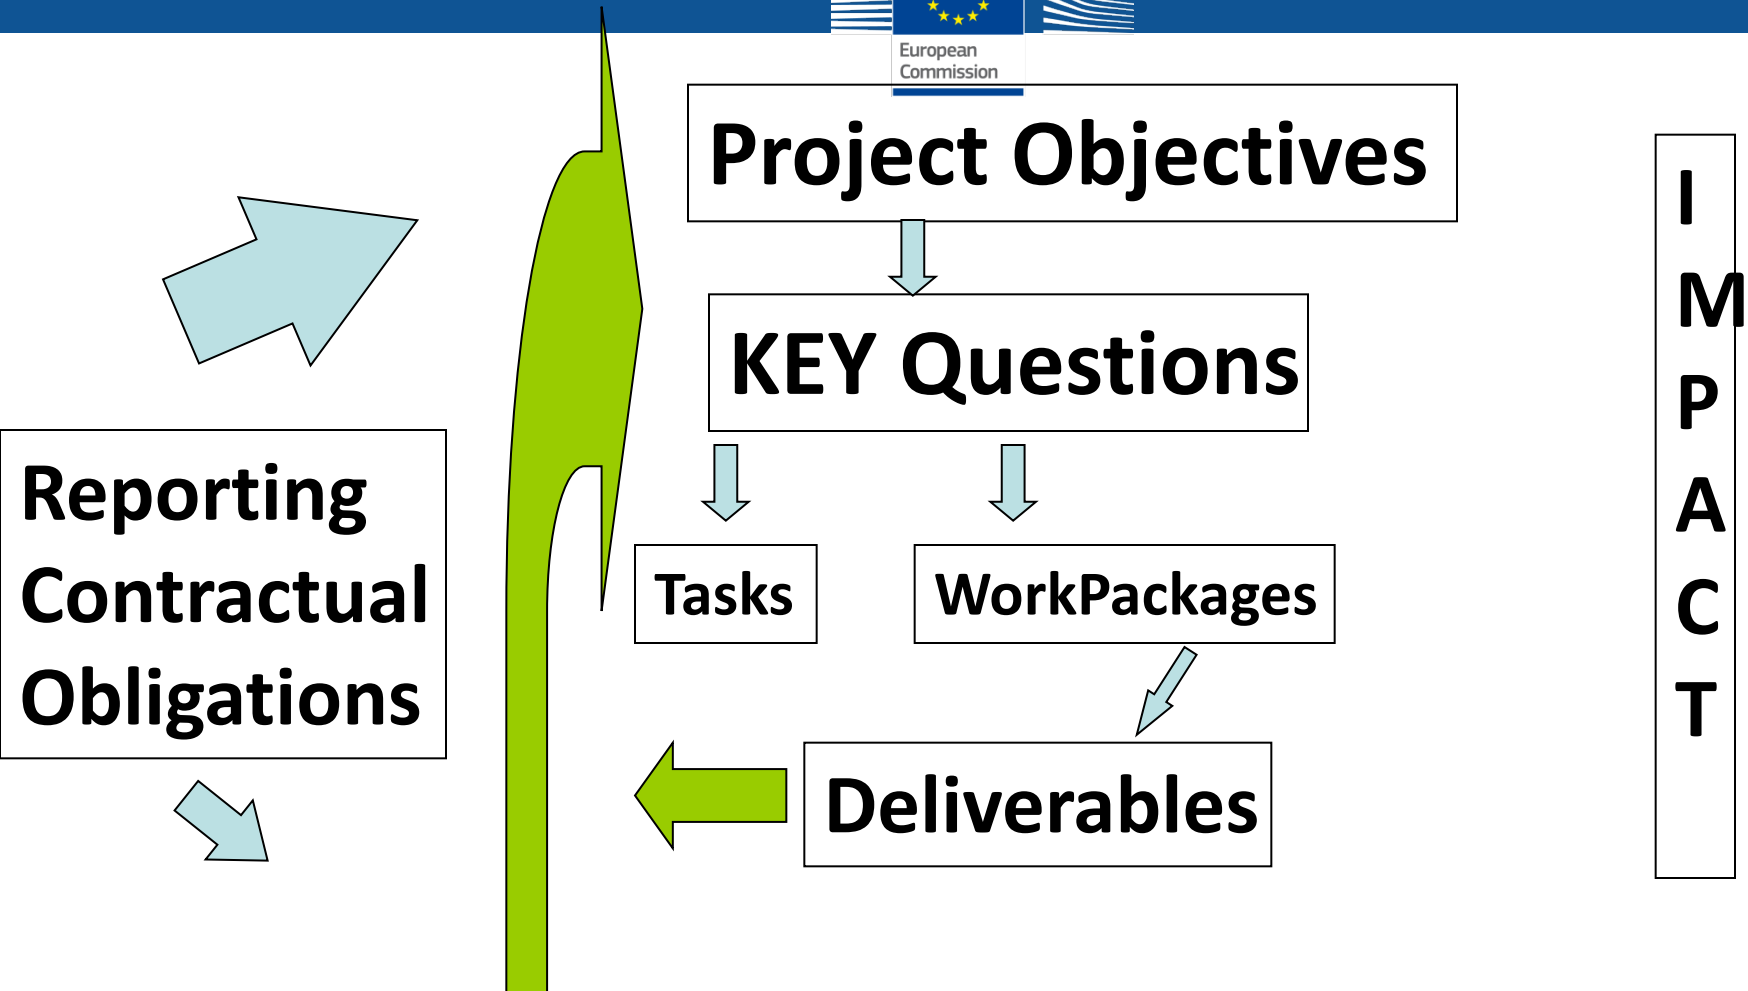 European
Commission
Project Objectives
KEY Questions
Tasks
WorkPackages
Deliverables
Reporting
Contractual
Obligations
I
M
P
A
C
T